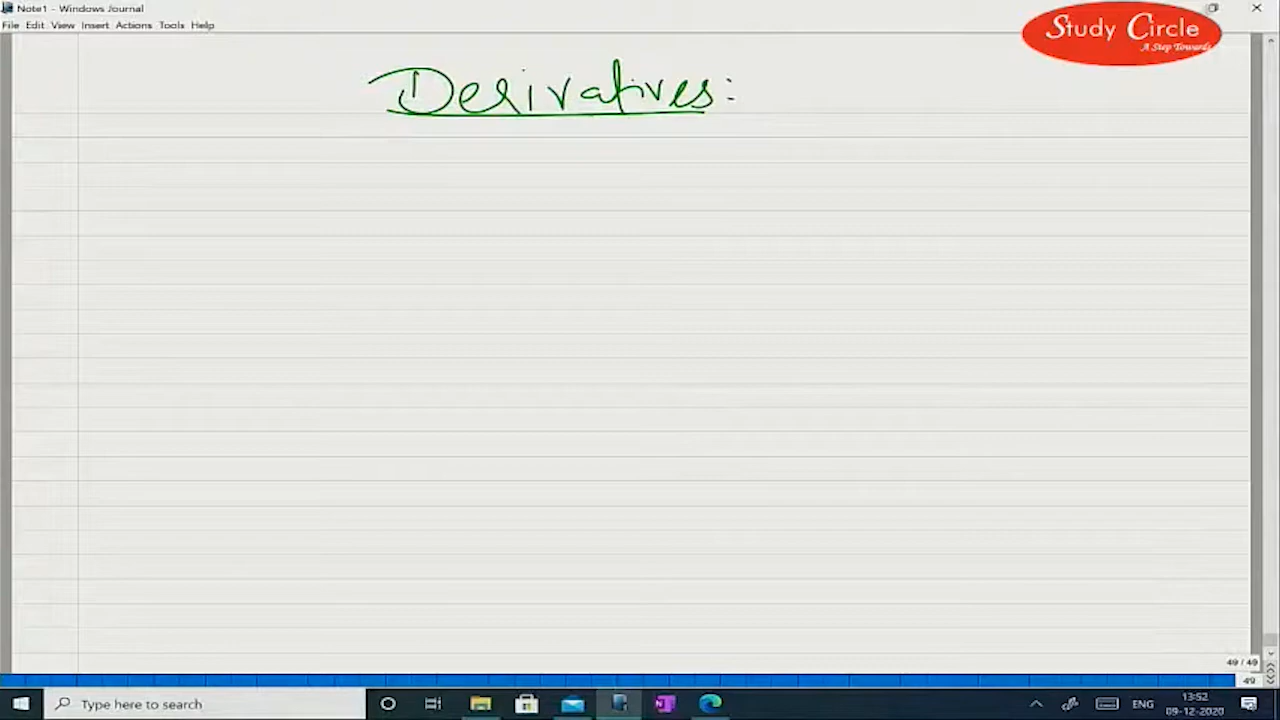 Note1 - Windows Journal
File Edit View Insert Actions Tools Help
Study Circle
A Step Towards
Derivatives:
49 / 49
49
Type here to search
ENG
13:52
09-12-2020